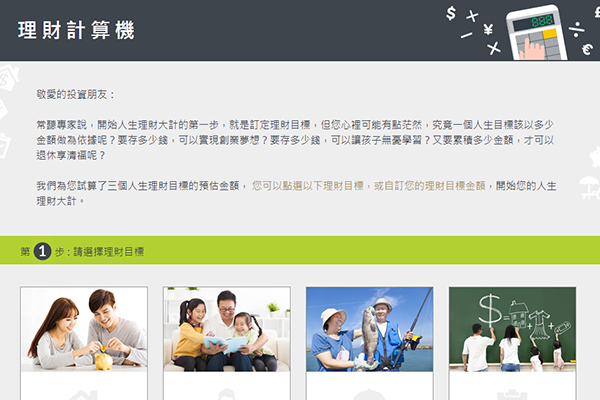 理財計算機
敬愛的投資朋友：
常聽專家說，開始人生理財大計的第一步，就是訂定理財目標，但您心裡可能有點茫然，究竟一個人生目標該以多少
金額做為依據呢？要存多少錢，可以實現創業夢想？要存多少錢，可以讓孩子無憂學習？又要累積多少金額，才可以
退休享清福呢？
我們為您試算了三個人生理財目標的預估金額， 您可以點選以下理財目標，或自訂您的理財目標金額，開始您的人生
理財大計。
第 1 步 : 請選擇理財目標